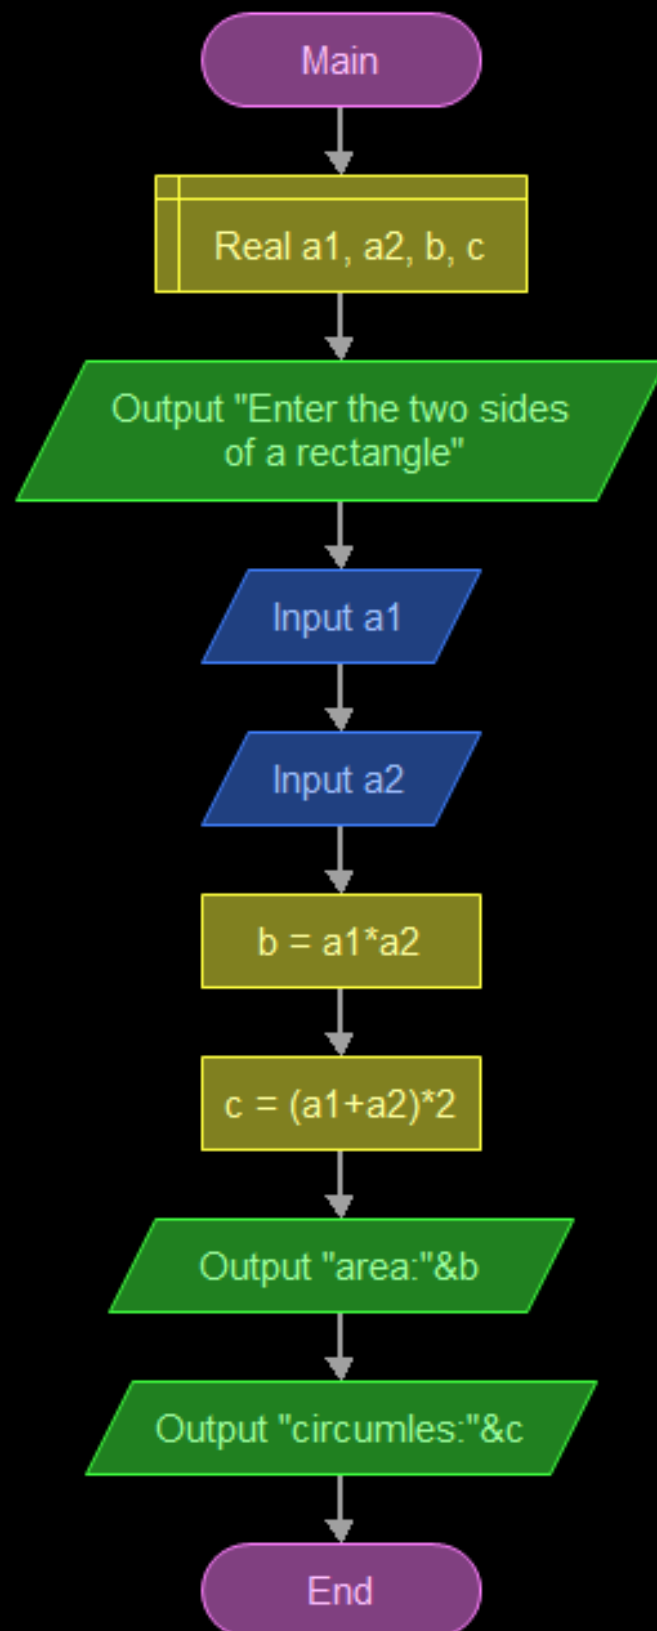 Main
Real a1, a2, b, c
Output "Enter the two sides
of a rectangle"
Input a1
Input a2
b = a1*a2
c = (a1+a2)*2
Output "area:"&b
Output "circumles:"&c
End